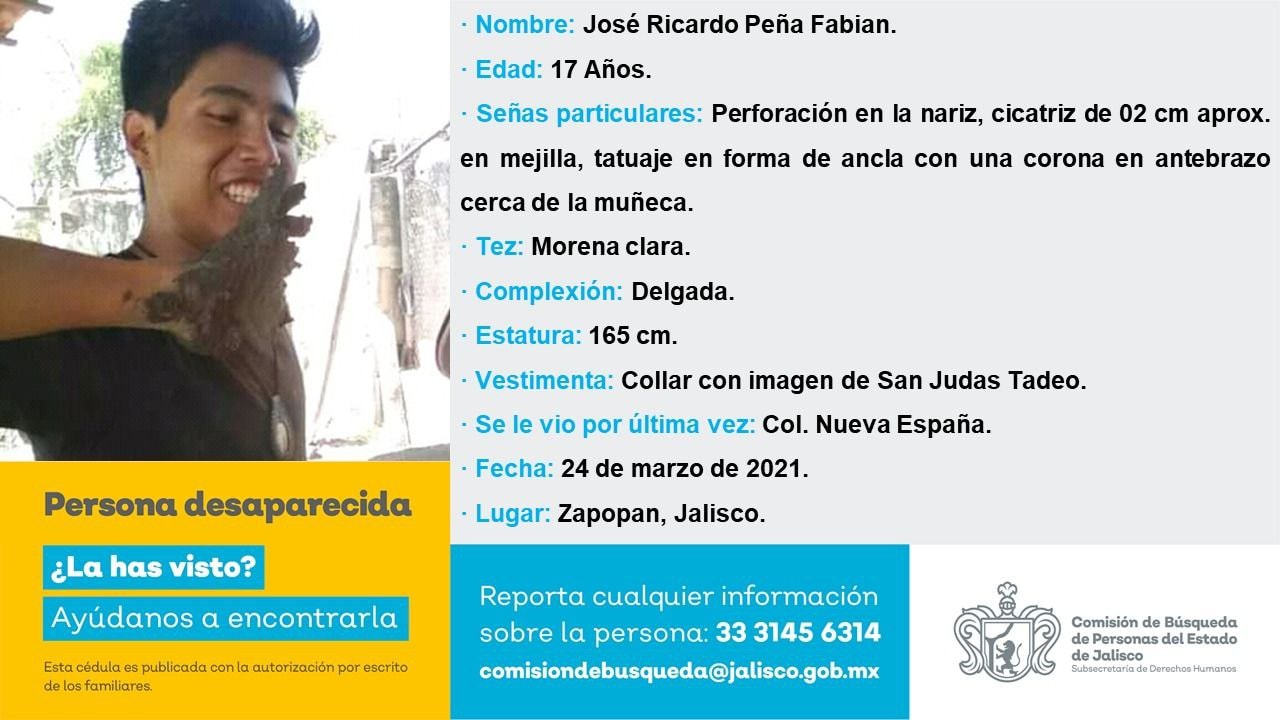 · Nombre: José Ricardo Peña Fabian.
· Edad: 17 Años.
· Señas particulares: Perforación en la nariz, cicatriz de 02 cm aprox.
en mejilla, tatuaje en forma de ancla con una corona en antebrazo
cerca de la muñeca.
· Tez: Morena clara.
· Complexión: Delgada.
· Estatura: 165 cm.
· Vestimenta: Collar con imagen de San Judas Tadeo.
· Se le vio por última vez: Col. Nueva España.
· Fecha: 24 de marzo de 2021.
· Lugar: Zapopan, Jalisco.
Persona desaparecida
¿La has visto?
Ayúdanos a encontrarla
Esta cédula es publicada con la autorización por escrito
de los familiares.
Reporta cualquier información
sobre la persona: 33 3145 6314
comisiondebusqueda@jalisco.gob.mx
Comisión de Búsqueda
de Personas del Estado
de Jalisco
Subsecretaría de Derechos Humanos